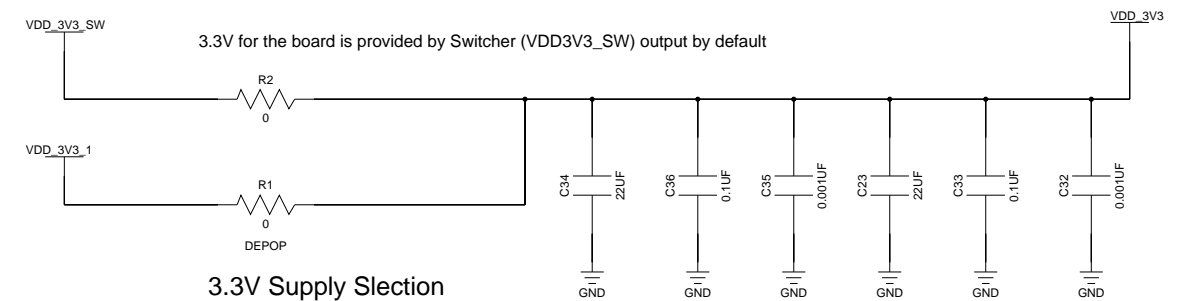 VDD_3V3_SW
VDD_3V3
3.3V for the board is provided by Switcher (VDD3V3_SW) output by default
R2
0
VDD_3V3_1
R1
0
DEPOP
C34
22UF
C36
0.1UF
C35
0.001UF
C23
22UF
C33
0.1UF
C32
0.001UF
3.3V Supply Slection
GND
GND
GND
GND
GND
GND